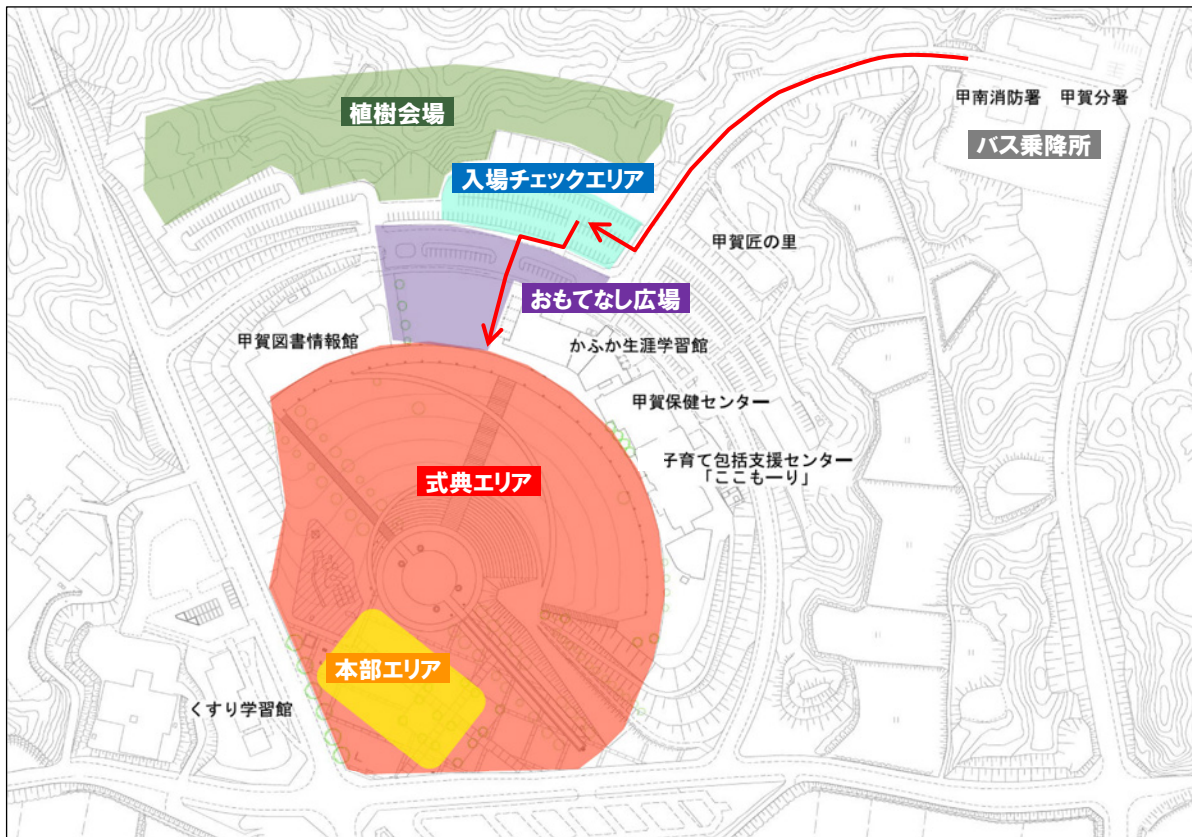 甲南消防署 甲賀分署
植樹会場
バス乗降所
入場チェックエリア
甲賀匠の里
おもてなし広場
甲賀図書情報館
かふか生涯学習館
甲賀保健センター
子育て包括支援センター
「ここもーり」
式典エリア
本部エリア
くすり学習館